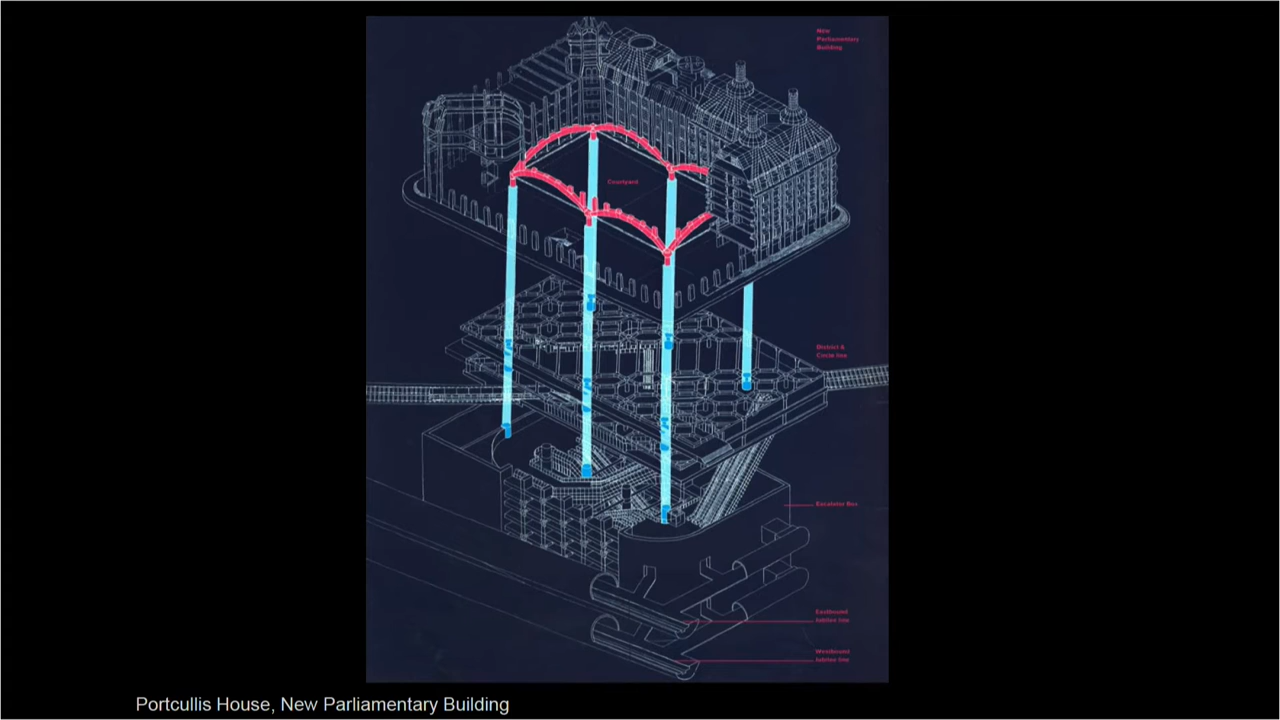 New
Parliamentary
Building
Courtyard
District &
Circle line
Escalator Box
Eastbound
Jubilee line
Westbound
Jubilee line
Portcullis House, New Parliamentary Building